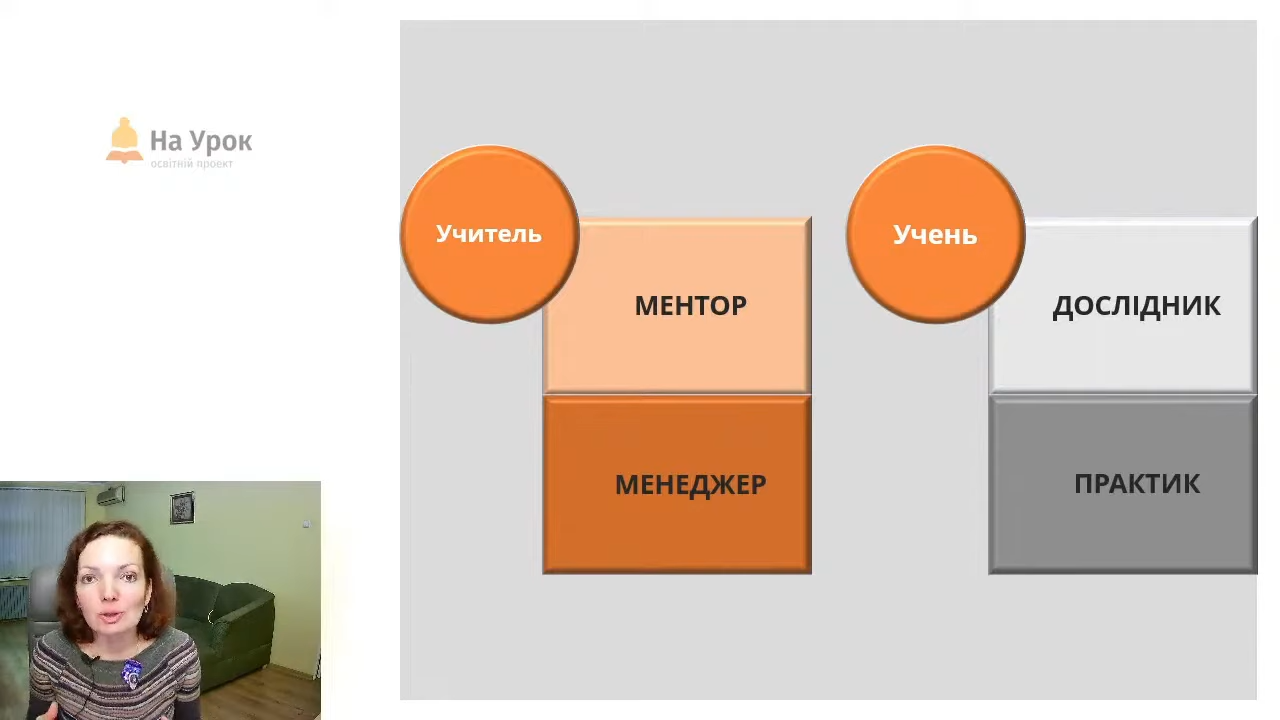 На Урок
освітній проект
Учитель
МЕНТОР
МЕНЕДЖЕР
Учень
ДОСЛІДНИК
ПРАКТИК